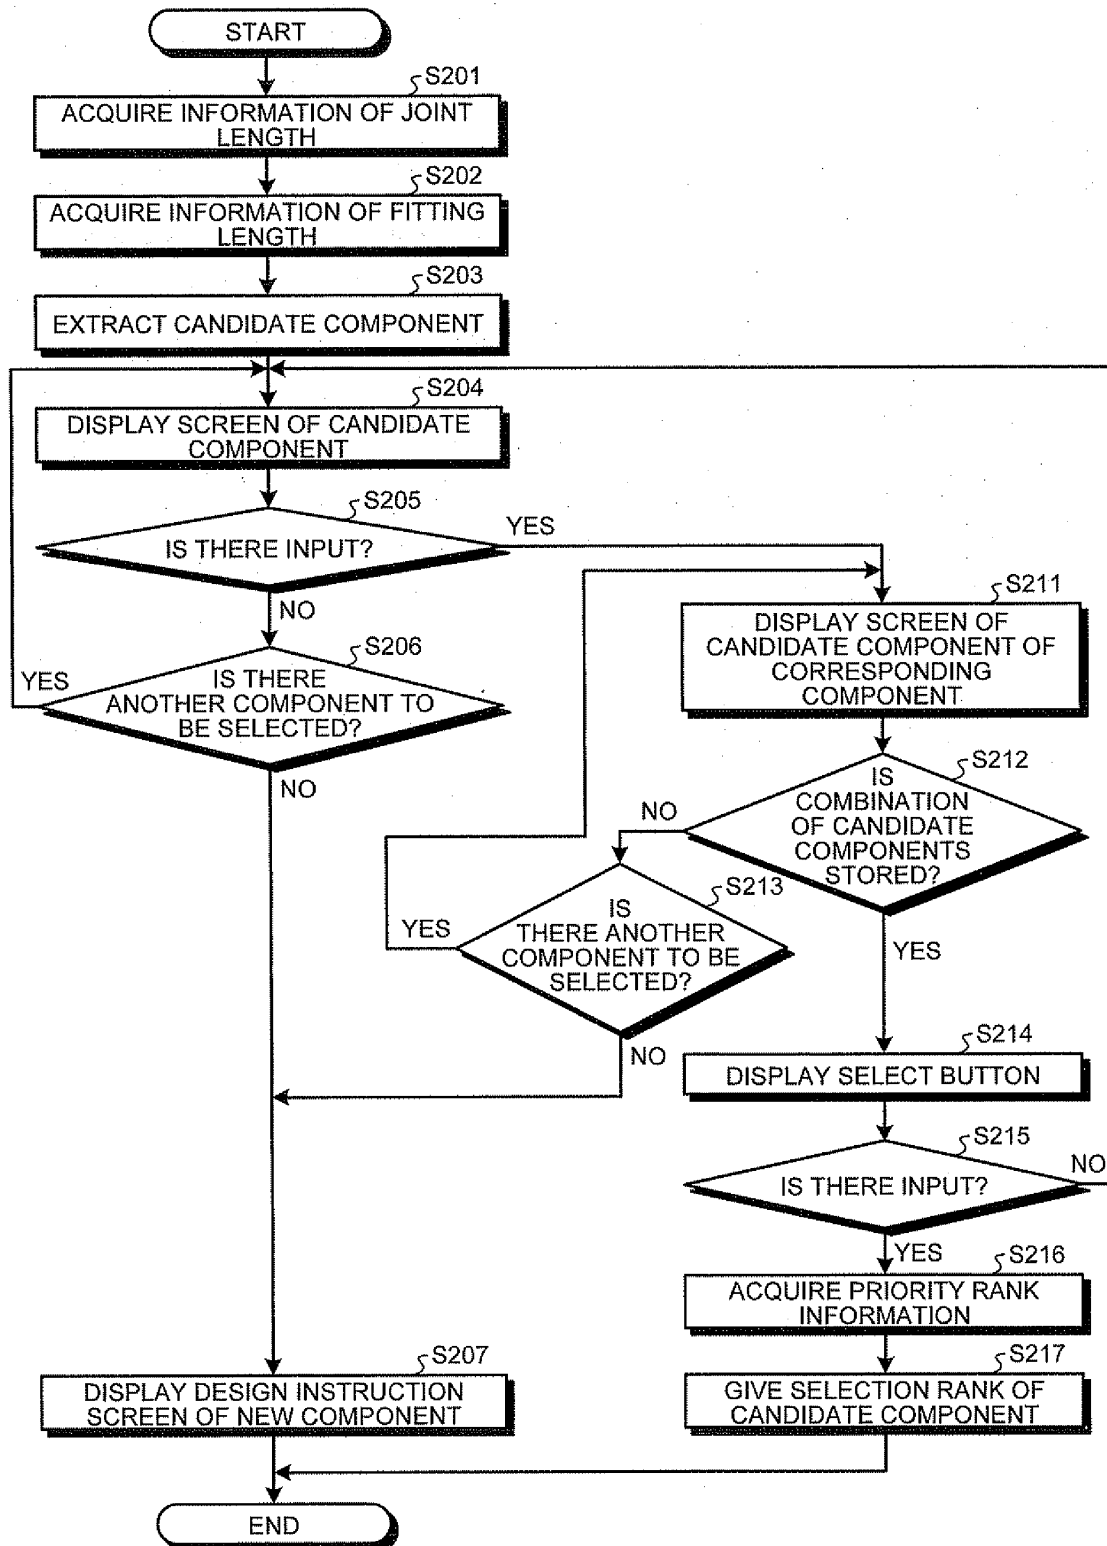 START
S201
ACQUIRE INFORMATION OF JOINT
LENGTH
S202
ACQUIRE INFORMATION OF FITTING
LENGTH
S203
EXTRACT CANDIDATE COMPONENT
S204
DISPLAY SCREEN OF CANDIDATE
COMPONENT
S205
IS THERE INPUT?
YES
NO
S206
IS THERE
ANOTHER COMPONENT TO
BE SELECTED?
YES
NO
S211
DISPLAY SCREEN OF
CANDIDATE COMPONENT OF
CORRESPONDING
COMPONENT
S212
IS
COMBINATION
OF CANDIDATE
COMPONENTS
STORED?
NO
YES
S213
IS
THERE ANOTHER
COMPONENT TO BE
SELECTED?
YES
NO
S214
DISPLAY SELECT BUTTON
S215
IS THERE INPUT?
NO
YES
S216
ACQUIRE PRIORITY RANK
INFORMATION
S217
GIVE SELECTION RANK OF
CANDIDATE COMPONENT
S207
DISPLAY DESIGN INSTRUCTION
SCREEN OF NEW COMPONENT
END